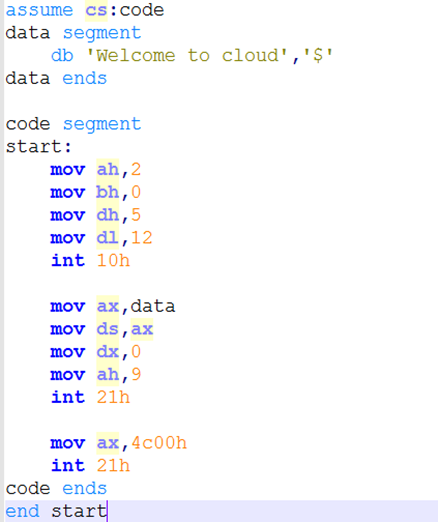 assume cs:code
data segment
    db 'Welcome to cloud','$'
data ends
code segment
start:
    mov ah,2
    mov bh,0
    mov dh,5
    mov dl,12
    int 10h
    mov ax,data
    mov ds,ax
    mov dx,0
    mov ah,9
    int 21h
    mov ax,4c00h
    int 21h
code ends
end start